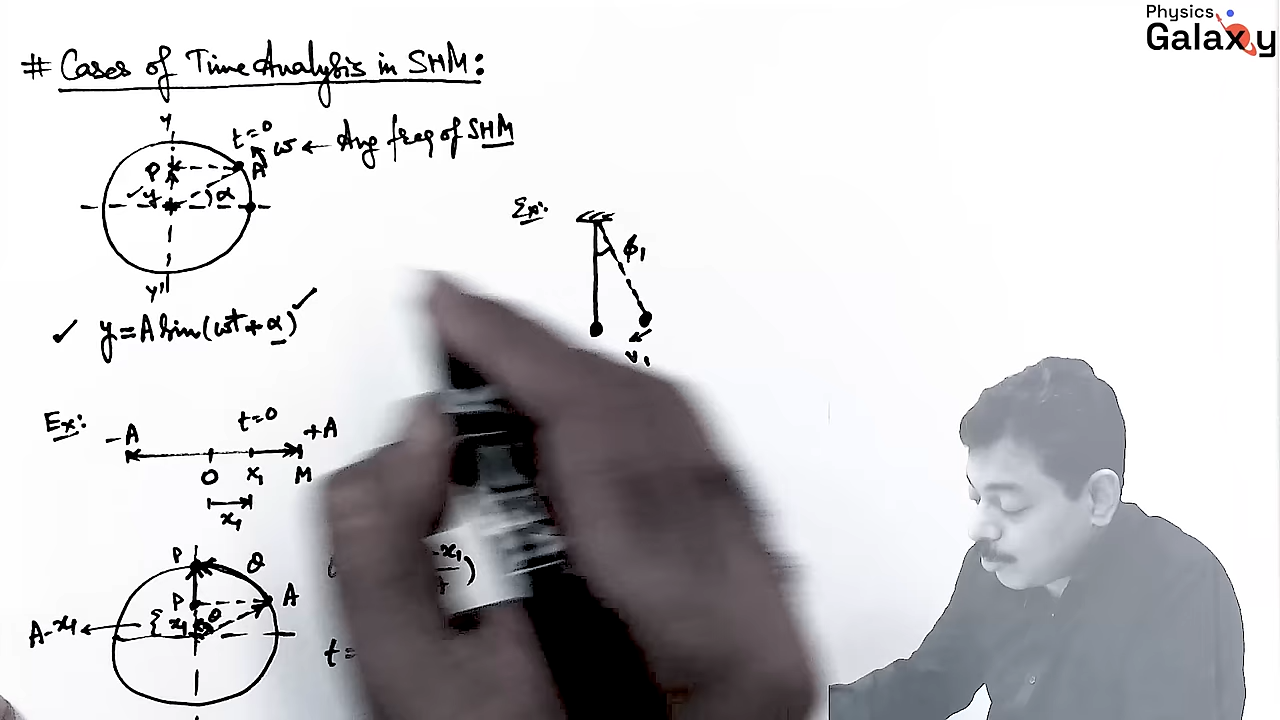 Physics
Galaxy
# Cases of Time Analysis in SHM:
y
t=0
ω ← Ang freq of SHM
P
A
y
α
y'
✓ y = A sin(ωt + α) ✓
Ex:
φ₁
v₁
Ex:
t=0
-A
+A
O
x₁
M
x₁
P
θ
P
A
x₁
θ
A-x₁
t=